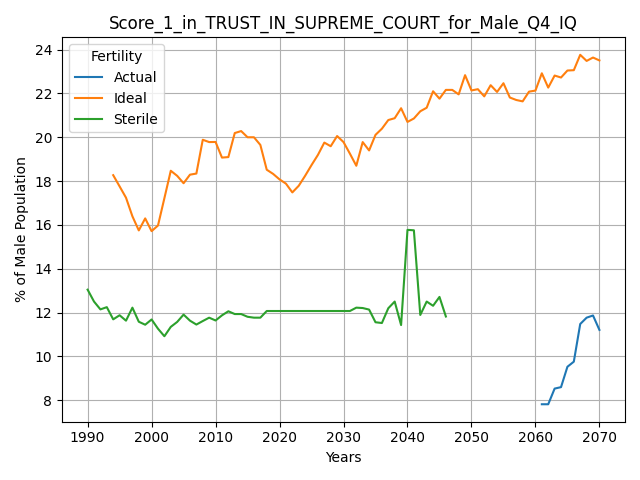 Score_1_in_TRUST_IN_SUPREME_COURT_for_Male_Q4_IQ
Fertility
Actual
Ideal
Sterile
% of Male Population
24
22
20
18
16
14
12
10
8
1990 2000 2010 2020 2030 2040 2050 2060 2070
Years